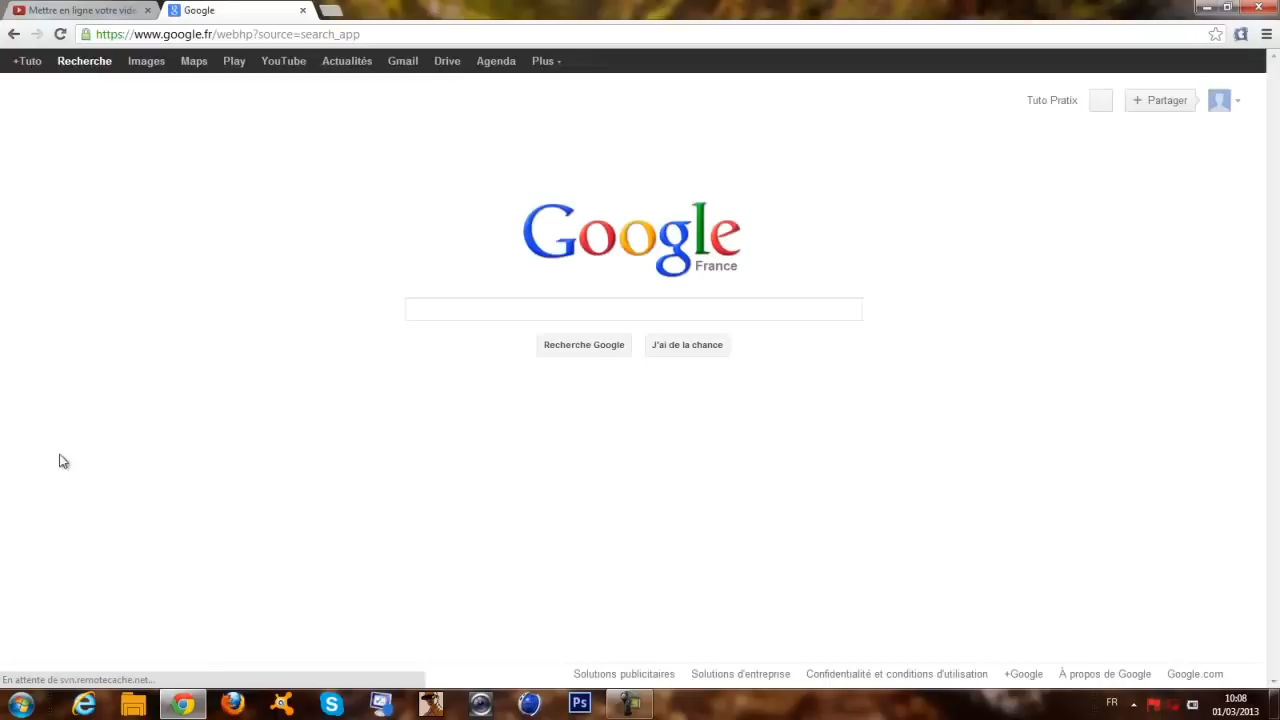 Mettre en ligne votre vide
Google
https://www.google.fr/webhp?source=search_app
+Tuto Recherche Images Maps Play YouTube Actualités Gmail Drive Agenda Plus
Tuto Pratix + Partager
Google
France
Recherche Google J'ai de la chance
En attente de svn.remotecache.net...
Solutions publicitaires Solutions d'entreprise Confidentialité et conditions d'utilisation +Google À propos de Google Google.com
Ps
FR
10:08
01/03/2013